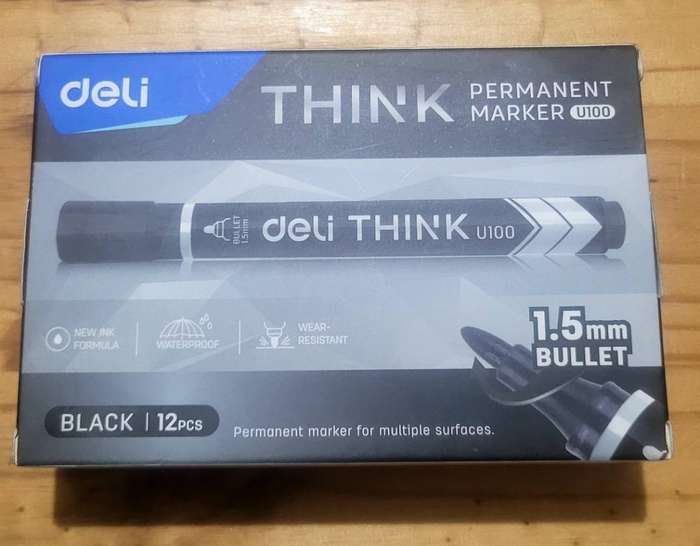 deli
THINK
PERMANENT
MARKER U100
BULLET
1.5mm
deli THINK U100
NEW INK
FORMULA
WATERPROOF
WEAR-
RESISTANT
1.5mm
BULLET
BLACK | 12PCS
Permanent marker for multiple surfaces.